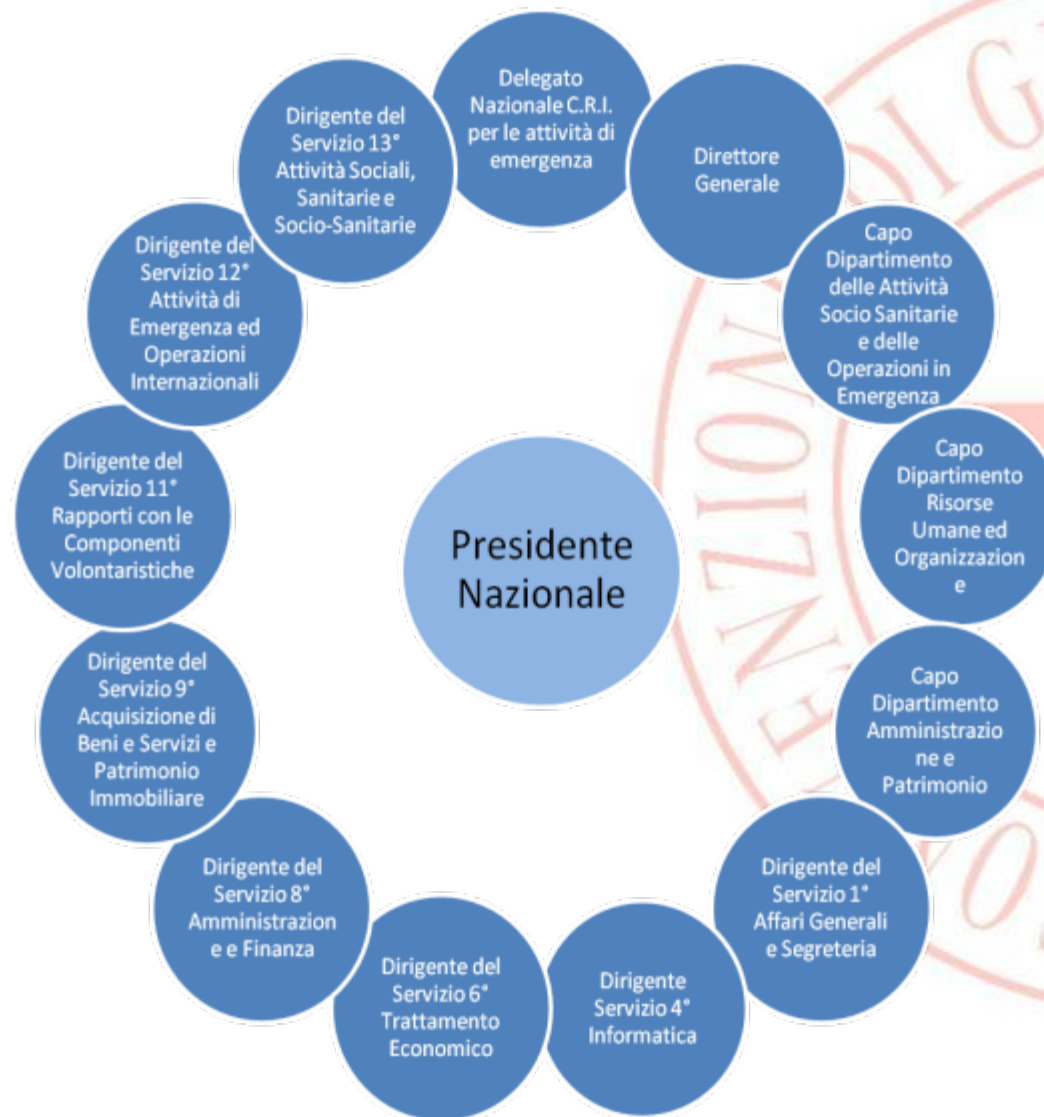 Delegato
Nazionale C.R.I.
per le attività di
emergenza
Direttore
Generale
Capo
Dipartimento
delle Attività
Socio Sanitarie
e delle
Operazioni in
Emergenza
Capo
Dipartimento
Risorse
Umane ed
Organizzazion
e
Capo
Dipartimento
Amministrazio
ne e
Patrimonio
Dirigente del
Servizio 1°
Affari Generali
e Segreteria
Dirigente
Servizio 4°
Informatica
Dirigente del
Servizio 6°
Trattamento
Economico
Dirigente del
Servizio 8°
Amministrazion
e e Finanza
Dirigente del
Servizio 9°
Acquisizione di
Beni e Servizi e
Patrimonio
Immobiliare
Dirigente del
Servizio 11°
Rapporti con le
Componenti
Volontaristiche
Dirigente del
Servizio 12°
Attività di
Emergenza ed
Operazioni
Internazionali
Dirigente del
Servizio 13°
Attività Sociali,
Sanitarie e
Socio-Sanitarie
Presidente
Nazionale